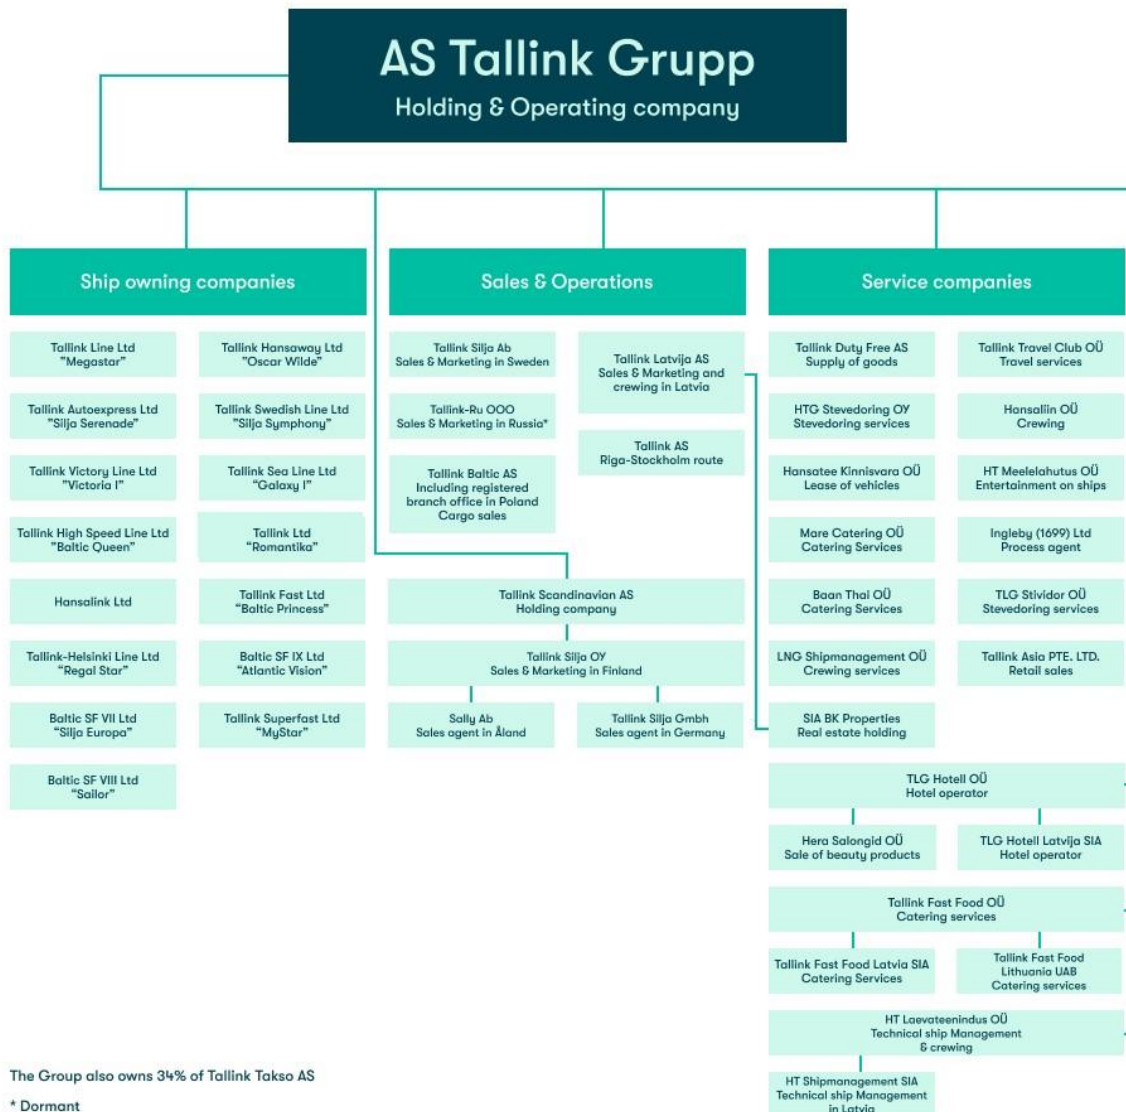 AS Tallink Grupp
Holding & Operating company
Ship owning companies
Tallink Line Ltd
"Megastar"
Tallink Hansaway Ltd
"Oscar Wilde"
Tallink Autoexpress Ltd
"Silja Serenade"
Tallink Swedish Line Ltd
"Silja Symphony"
Tallink Victory Line Ltd
"Victoria I"
Tallink Sea Line Ltd
"Galaxy I"
Tallink High Speed Line Ltd
"Baltic Queen"
Tallink Ltd
"Romantika"
Hansalink Ltd
Tallink Fast Ltd
"Baltic Princess"
Tallink-Helsinki Line Ltd
"Regal Star"
Baltic SF IX Ltd
"Atlantic Vision"
Baltic SF VII Ltd
"Silja Europa"
Tallink Superfast Ltd
"MyStar"
Baltic SF VIII Ltd
"Sailor"
Sales & Operations
Tallink Silja Ab
Sales & Marketing in Sweden
Tallink Latvija AS
Sales & Marketing and
crewing in Latvia
Tallink-Ru OOO
Sales & Marketing in Russia*
Tallink AS
Riga-Stockholm route
Tallink Baltic AS
Including registered
branch office in Poland
Cargo sales
Tallink Scandinavian AS
Holding company
Tallink Silja OY
Sales & Marketing in Finland
Sally Ab
Sales agent in Åland
Tallink Silja Gmbh
Sales agent in Germany
Service companies
Tallink Duty Free AS
Supply of goods
Tallink Travel Club OÜ
Travel services
HTG Stevedoring OY
Stevedoring services
Hansaliin OÜ
Crewing
Hansatee Kinnisvara OÜ
Lease of vehicles
HT Meelelahutus OÜ
Entertainment on ships
Mare Catering OÜ
Catering Services
Ingleby (1699) Ltd
Process agent
Baan Thai OÜ
Catering Services
TLG Stividor OÜ
Stevedoring services
LNG Shipmanagement OÜ
Crewing services
Tallink Asia PTE. LTD.
Retail sales
SIA BK Properties
Real estate holding
TLG Hotell OÜ
Hotel operator
Hera Salongid OÜ
Sale of beauty products
TLG Hotell Latvija SIA
Hotel operator
Tallink Fast Food OÜ
Catering services
Tallink Fast Food Latvia SIA
Catering Services
Tallink Fast Food
Lithuania UAB
Catering services
HT Laevateenindus OÜ
Technical ship Management
& crewing
HT Shipmanagement SIA
Technical ship Management
in Latvia
The Group also owns 34% of Tallink Takso AS
* Dormant